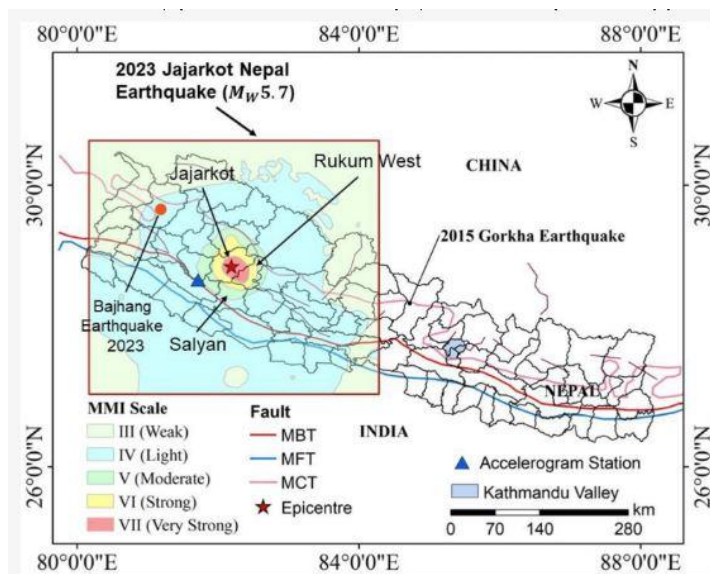 80°0'0"E
84°0'0"E
88°0'0"E
2023 Jajarkot Nepal
Earthquake (M_W5.7)
N
W
E
S
Jajarkot
Rukum West
CHINA
30°0'0"N
30°0'0"N
2015 Gorkha Earthquake
Bajhang
Earthquake
2023
Salyan
NEPAL
INDIA
MMI Scale
III (Weak)
IV (Light)
V (Moderate)
VI (Strong)
VII (Very Strong)
Fault
MBT
MFT
MCT
Epicentre
Accelerogram Station
Kathmandu Valley
km
0 70 140 280
26°0'0"N
26°0'0"N
80°0'0"E
84°0'0"E
88°0'0"E